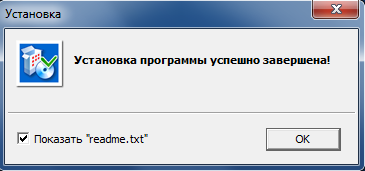 Установка
Установка программы успешно завершена!
Показать "readme.txt"
OK